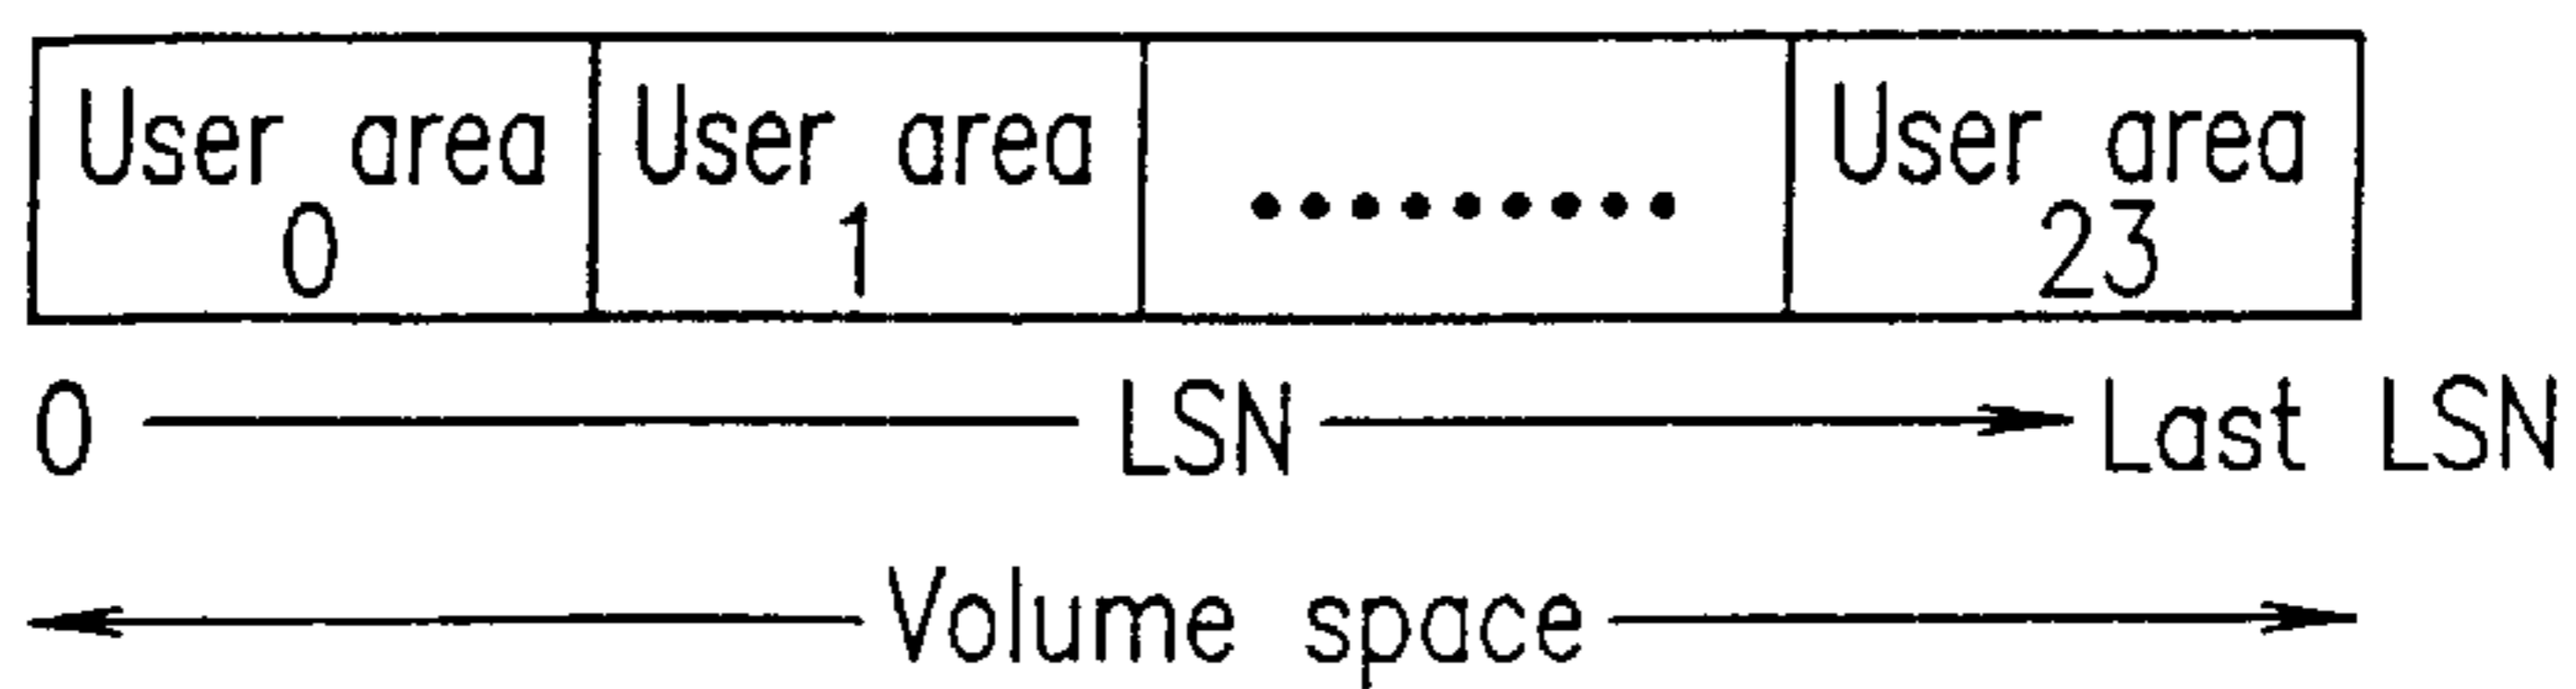 User area User area ......... User area
0 1 23
0 LSN Last LSN
Volume space